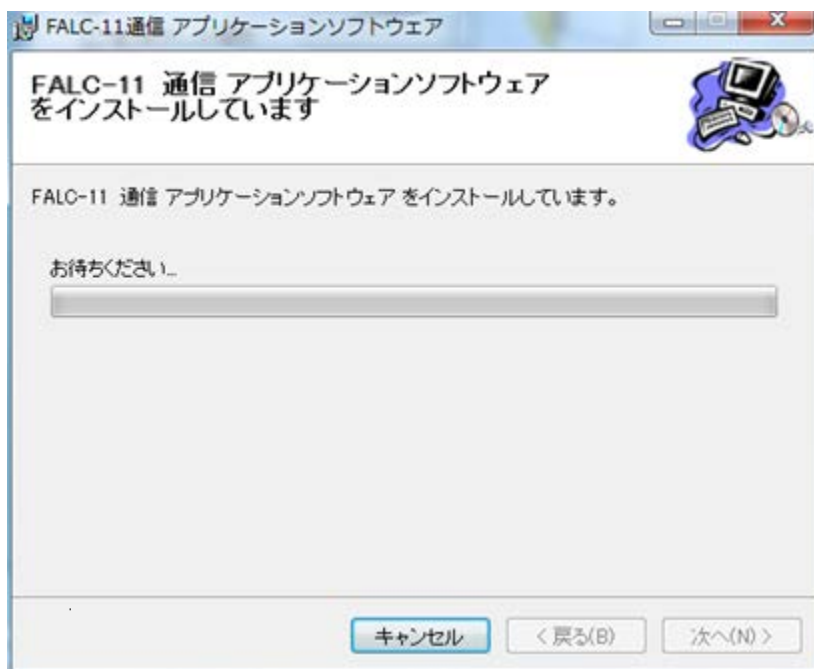 FALC-11通信 アプリケーションソフトウェア
FALC-11 通信 アプリケーションソフトウェア
をインストールしています
FALC-11 通信 アプリケーションソフトウェア をインストールしています。
お待ちください...
キャンセル
< 戻る(B)
次へ(N) >